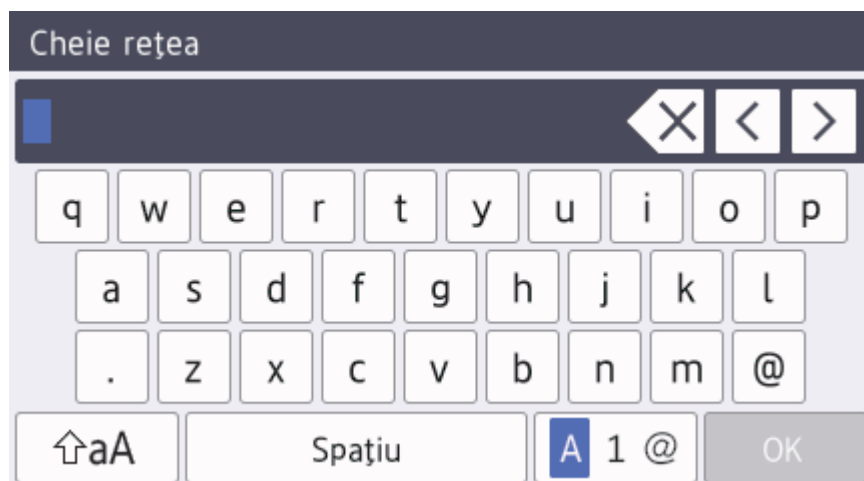 Cheie rețea
q w e r t y u i o p
a s d f g h j k l
. z x c v b n m @
aA Spațiu A 1 @ OK